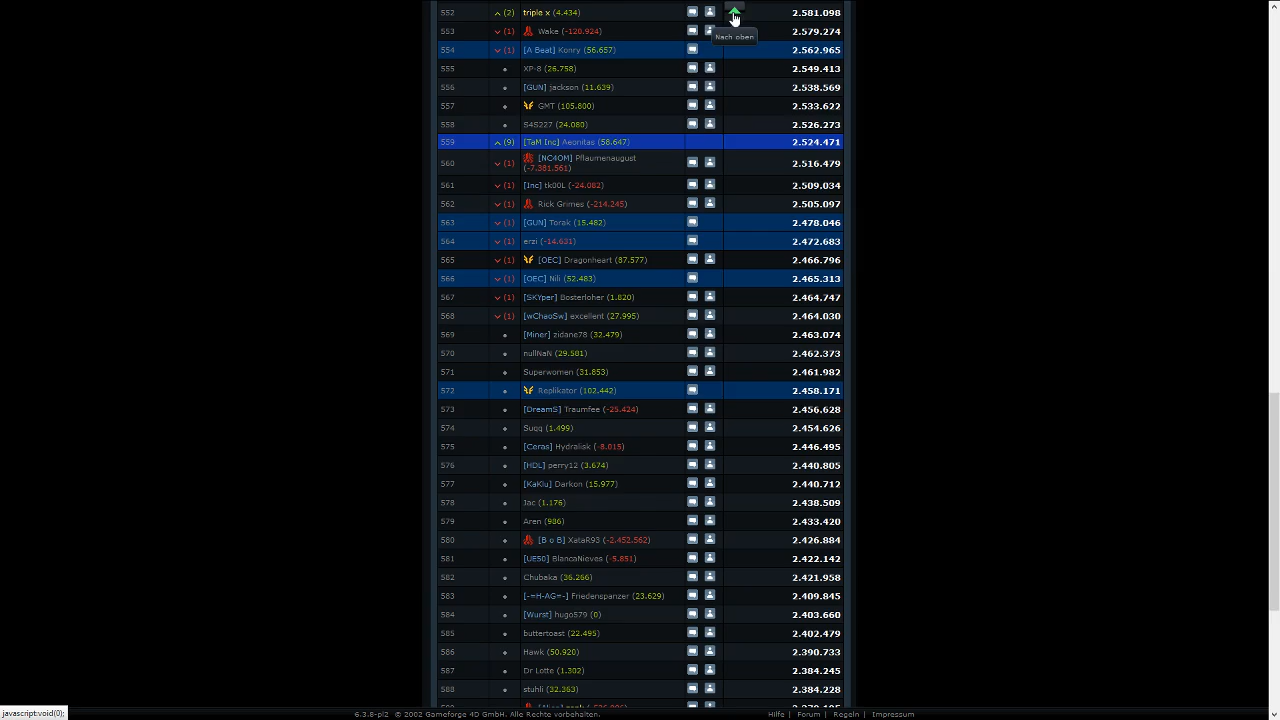 552 (2) triple x (4.434) 2.581.098
553 (1) Wake (-120.924) 2.579.274
Nach oben
554 (1) [A Beat] Konry (56.657) 2.562.965
555 XP-8 (26.758) 2.549.413
556 [GUN] jackson (11.639) 2.538.569
557 GMT (105.800) 2.533.622
558 S4S227 (24.080) 2.526.273
559 (9) [TaM Inc] Aeonitas (58.647) 2.524.471
560 (1) [NC4OM] Pflaumenaugust 2.516.479
(-7.381.561)
561 (1) [Inc] tk00L (-24.082) 2.509.034
562 (1) Rick Grimes (-214.245) 2.505.097
563 (1) [GUN] Torak (15.482) 2.478.046
564 (1) erzi (-14.631) 2.472.683
565 (1) [OEC] Dragonheart (87.577) 2.466.796
566 (1) [OEC] Nili (52.483) 2.465.313
567 (1) [SKYper] Bosterloher (1.820) 2.464.747
568 (1) [wChaoSw] excellent (27.995) 2.464.030
569 [Miner] zidane78 (32.479) 2.463.074
570 nullNaN (29.581) 2.462.373
571 Superwomen (31.853) 2.461.982
572 Replikator (102.442) 2.458.171
573 [DreamS] Traumfee (-25.424) 2.456.628
574 Suqq (1.499) 2.454.626
575 [Ceras] Hydralisk (-8.015) 2.446.495
576 [HDL] perry12 (3.674) 2.440.805
577 [KaKlu] Darkon (15.977) 2.440.712
578 Jac (1.176) 2.438.509
579 Aren (986) 2.433.420
580 [B o B] XataR93 (-2.452.562) 2.426.884
581 [UE50] BlancaNieves (-5.851) 2.422.142
582 Chubaka (36.266) 2.421.958
583 [-=H-AG=-] Friedenspanzer (23.629) 2.409.845
584 [Wurst] hugo579 (0) 2.403.660
585 buttertoast (22.495) 2.402.479
586 Hawk (50.920) 2.390.733
587 Dr Lotte (1.302) 2.384.245
588 stuhli (32.363) 2.384.228
javascript:void(0);
6.3.8-pl2 © 2002 Gameforge 4D GmbH. Alle Rechte vorbehalten. Hilfe | Forum | Regeln | Impressum